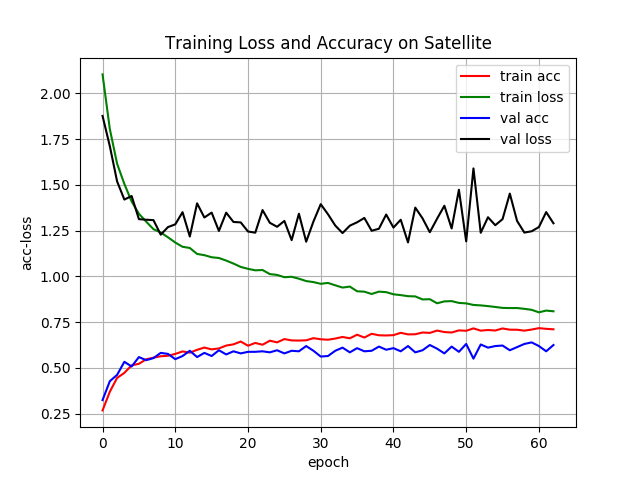 Training Loss and Accuracy on Satellite
train acc
train loss
val acc
val loss
2.00
1.75
1.50
1.25
1.00
0.75
0.50
0.25
acc-loss
0 10 20 30 40 50 60
epoch